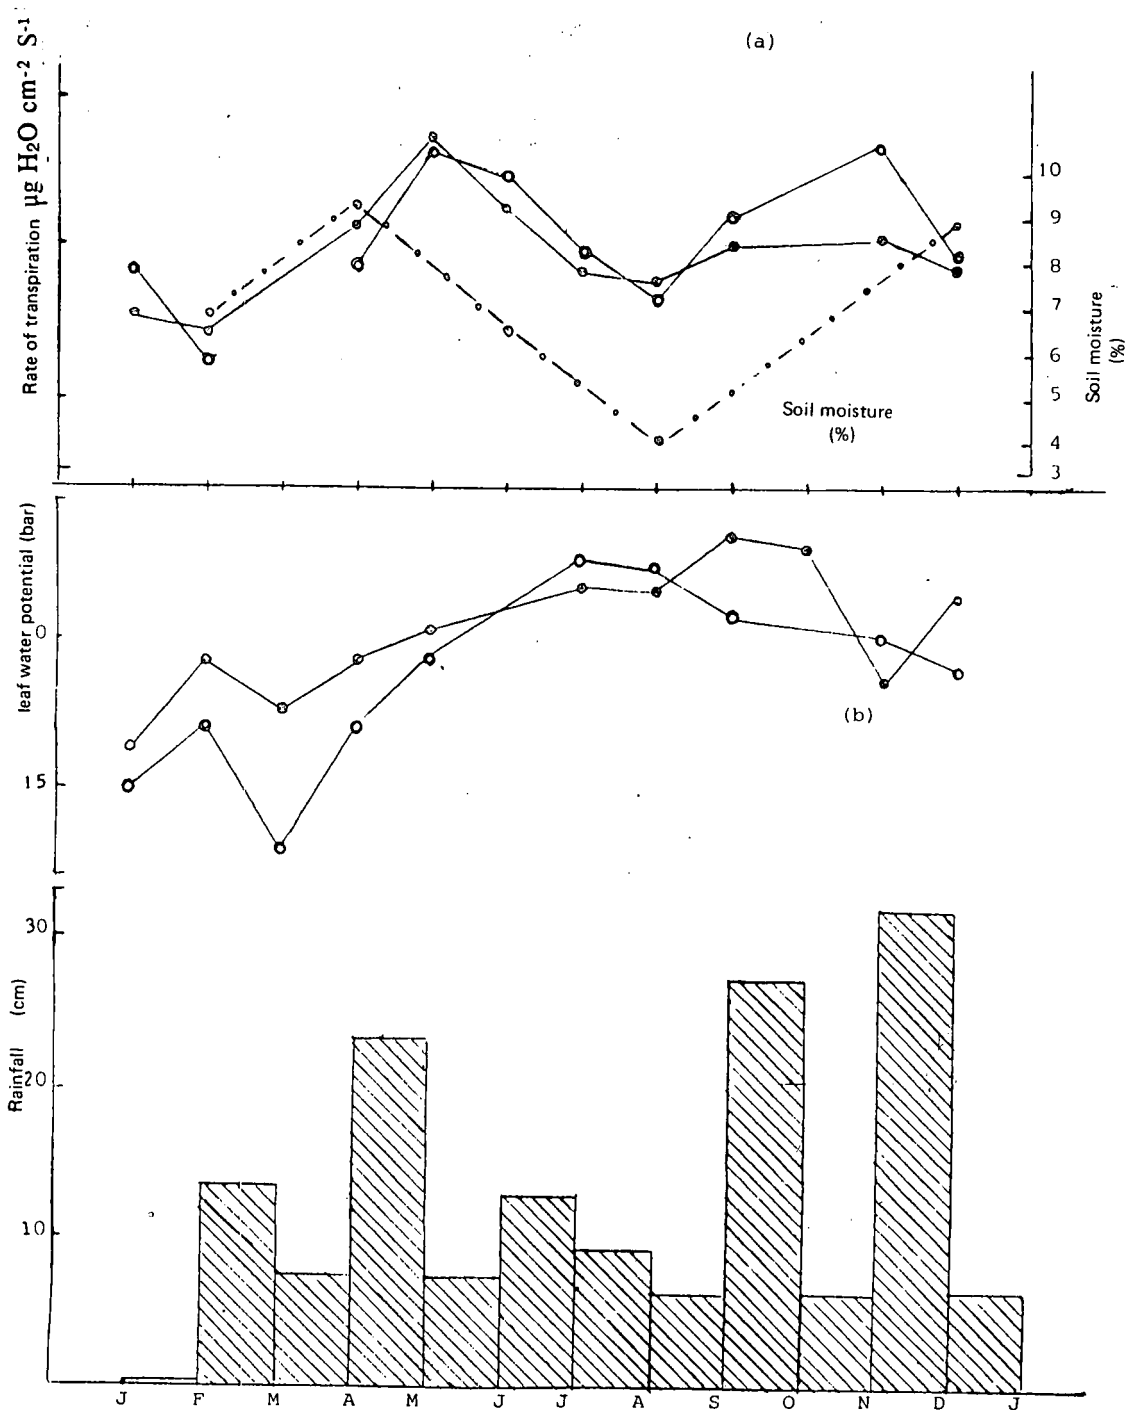 (a)
Rate of transpiration µg H₂O cm⁻² S⁻¹
10
9
8
7
6
5
4
3
Soil moisture
(%)
Soil moisture
(%)
leaf water potential (bar)
0
15
(b)
Rainfall (cm)
30
20
10
J F M A M J J A S O N D J